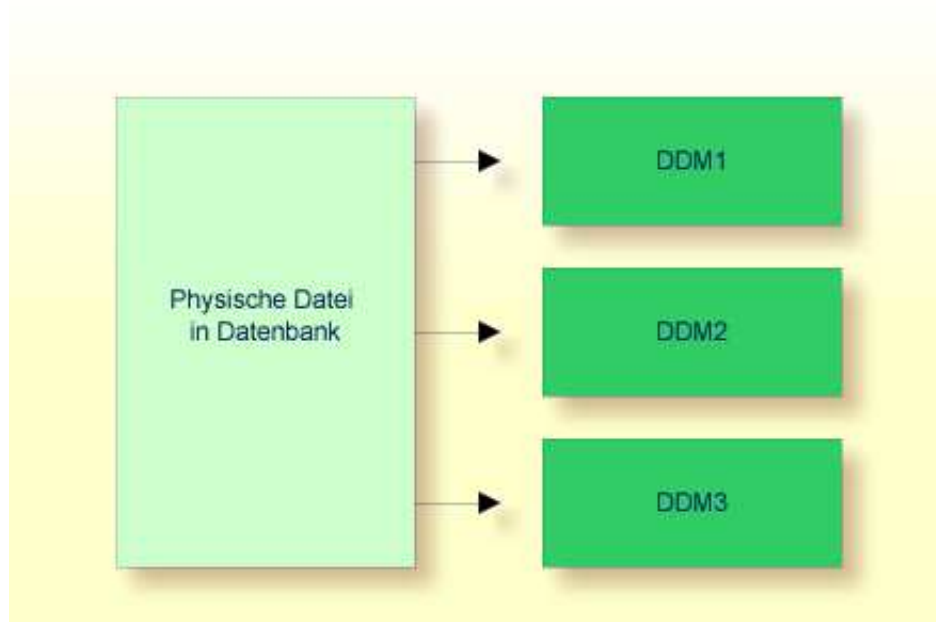 Physische Datei
in Datenbank
DDM1
DDM2
DDM3